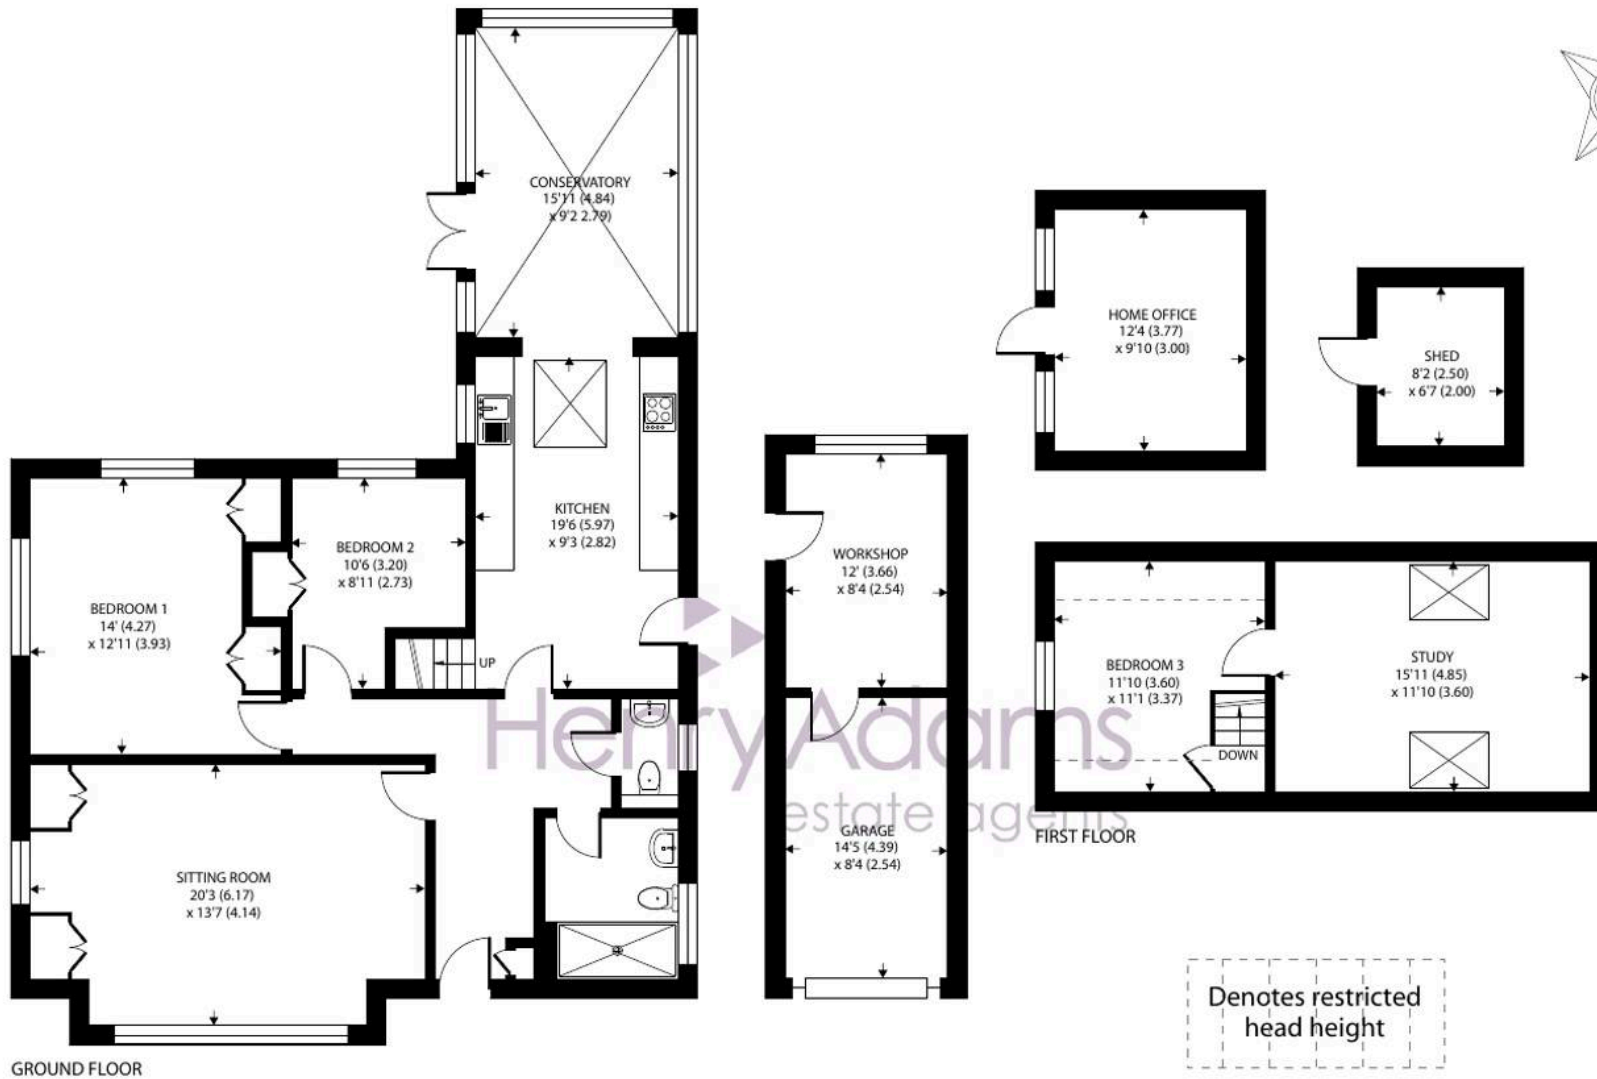 CONSERVATORY
15'11 (4.84)
x 9'2 2.79)
HOME OFFICE
12'4 (3.77)
x 9'10 (3.00)
SHED
8'2 (2.50)
x 6'7 (2.00)
KITCHEN
19'6 (5.97)
x 9'3 (2.82)
BEDROOM 2
10'6 (3.20)
x 8'11 (2.73)
BEDROOM 1
14' (4.27)
x 12'11 (3.93)
UP
WORKSHOP
12' (3.66)
x 8'4 (2.54)
BEDROOM 3
11'10 (3.60)
x 11'1 (3.37)
STUDY
15'11 (4.85)
x 11'10 (3.60)
DOWN
HenryAdams
estate agents
GARAGE
14'5 (4.39)
x 8'4 (2.54)
FIRST FLOOR
SITTING ROOM
20'3 (6.17)
x 13'7 (4.14)
Denotes restricted
head height
GROUND FLOOR